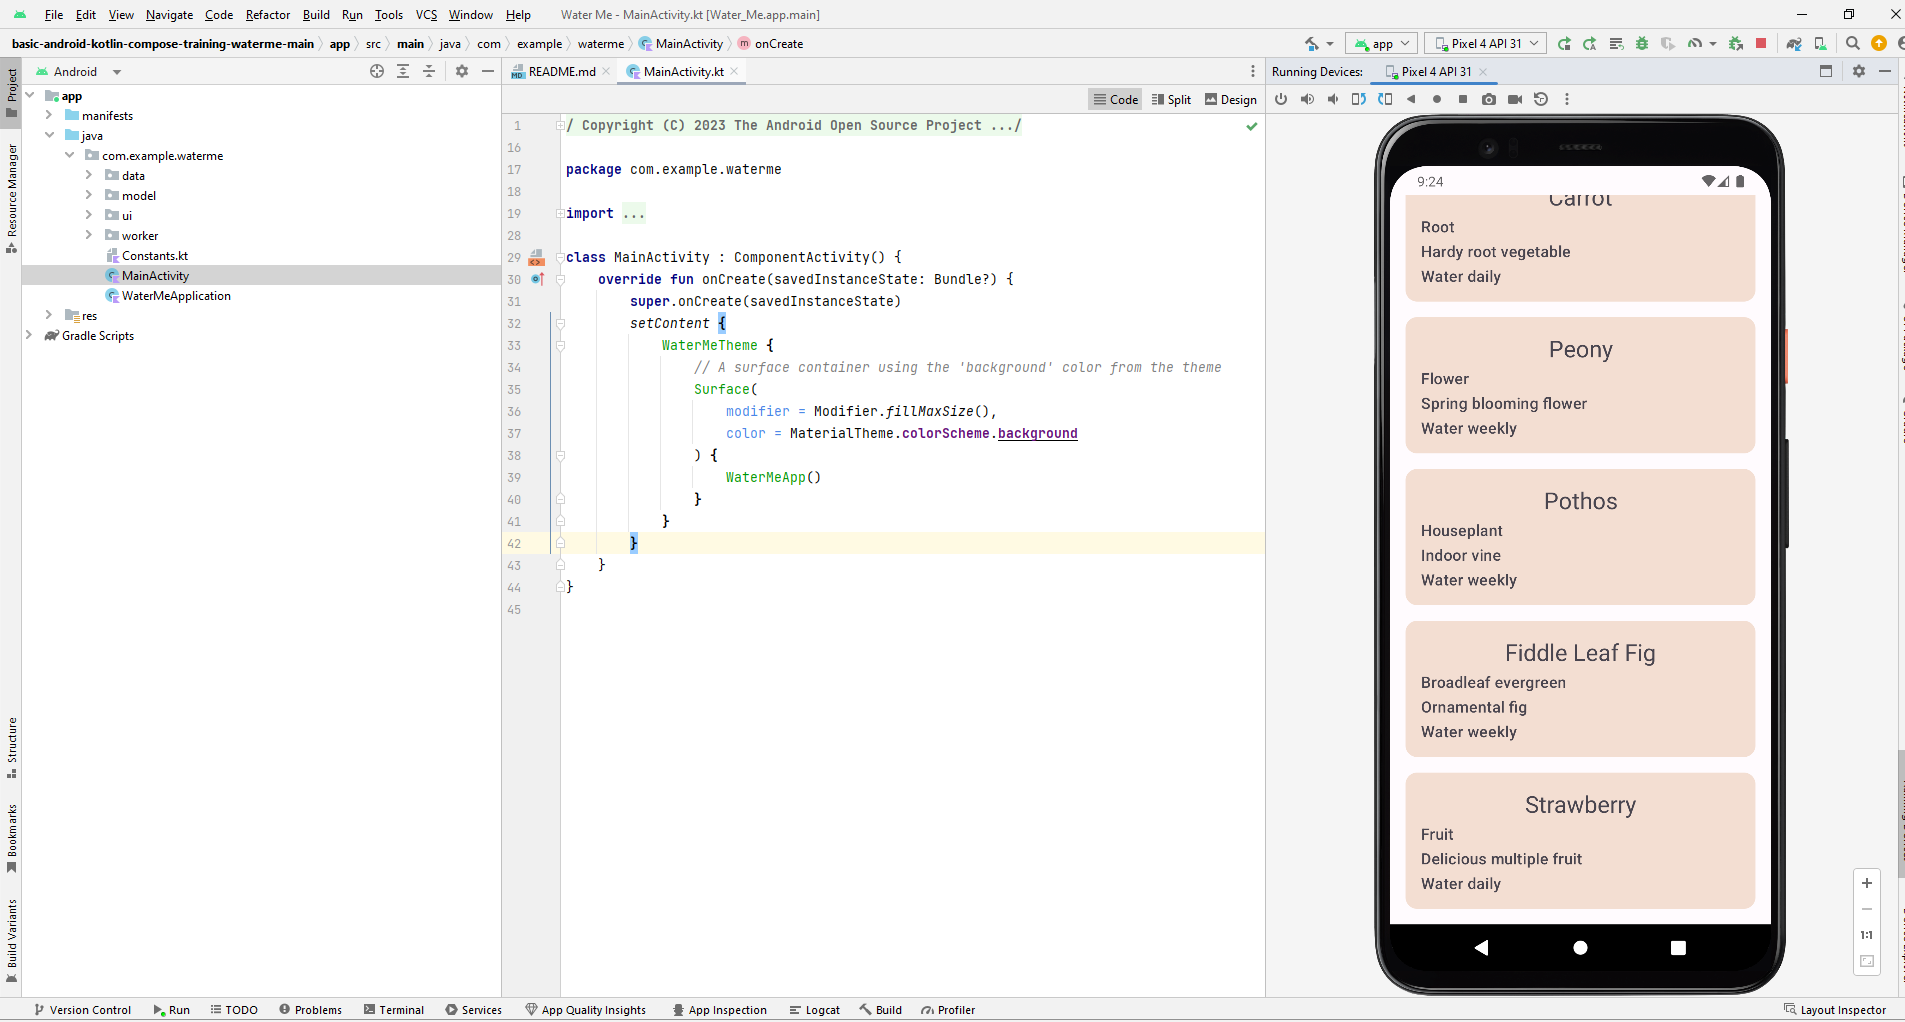 File Edit View Navigate Code Refactor Build Run Tools VCS Window Help Water Me - MainActivity.kt [Water_Me.app.main]
basic-android-kotlin-compose-training-waterme-main app src main java com example waterme MainActivity onCreate app Pixel 4 API 31
Project
Resource Manager
Structure
Bookmarks
Build Variants
Android
app
manifests
java
com.example.waterme
data
model
ui
worker
Constants.kt
MainActivity
WaterMeApplication
res
Gradle Scripts
README.md MainActivity.kt
Code Split Design
1 / Copyright (C) 2023 The Android Open Source Project .../
16
17 package com.example.waterme
18
19 import ...
28
29 class MainActivity : ComponentActivity() {
30 override fun onCreate(savedInstanceState: Bundle?) {
31 super.onCreate(savedInstanceState)
32 setContent {
33 WaterMeTheme {
34 // A surface container using the 'background' color from the theme
35 Surface(
36 modifier = Modifier.fillMaxSize(),
37 color = MaterialTheme.colorScheme.background
38 ) {
39 WaterMeApp()
40 }
41 }
42 }
43 }
44 }
45
Running Devices: Pixel 4 API 31
9:24
Carrot
Root
Hardy root vegetable
Water daily
Peony
Flower
Spring blooming flower
Water weekly
Pothos
Houseplant
Indoor vine
Water weekly
Fiddle Leaf Fig
Broadleaf evergreen
Ornamental fig
Water weekly
Strawberry
Fruit
Delicious multiple fruit
Water daily
1:1
Version Control Run TODO Problems Terminal Services App Quality Insights App Inspection Logcat Build Profiler Layout Inspector